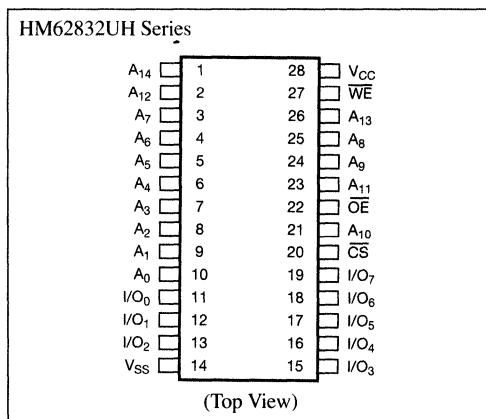 HM62832UH Series
A14 1 28 VCC
A12 2 27 W̅E̅
A7 3 26 A13
A6 4 25 A8
A5 5 24 A9
A4 6 23 A11
A3 7 22 O̅E̅
A2 8 21 A10
A1 9 20 C̅S̅
A0 10 19 I/O7
I/O0 11 18 I/O6
I/O1 12 17 I/O5
I/O2 13 16 I/O4
VSS 14 15 I/O3
(Top View)